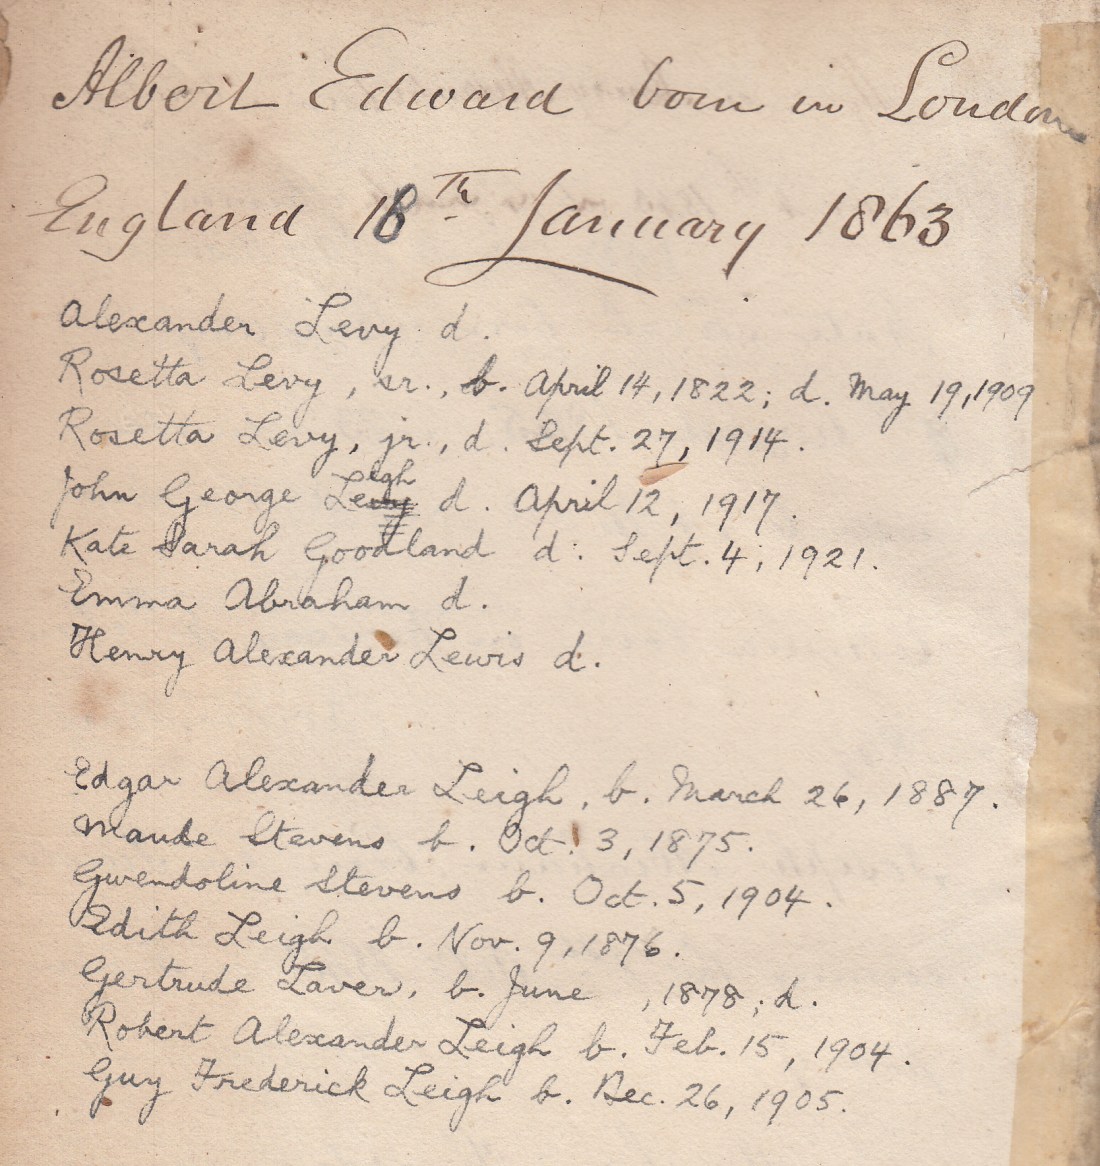 Albert Edward born in London
England 18th January 1863
Alexander Levy d.
Rosetta Levy, sr., b. April 14, 1822; d. May 19, 1909
Rosetta Levy, jr., d. Sept. 27, 1914.
John George Leigh d. April 12, 1917.
Kate Sarah Goodland d. Sept. 4, 1921.
Emma Abraham d.
Henry Alexander Lewis d.
Edgar Alexander Leigh, b. March 26, 1887.
Maude Stevens b. Oct. 3, 1875.
Gwendoline Stevens b. Oct. 5, 1904.
Edith Leigh b. Nov. 9, 1876.
Gertrude Laver, b. June , 1878; d.
Robert Alexander Leigh b. Feb. 15, 1904.
Guy Frederick Leigh b. Dec. 26, 1905.